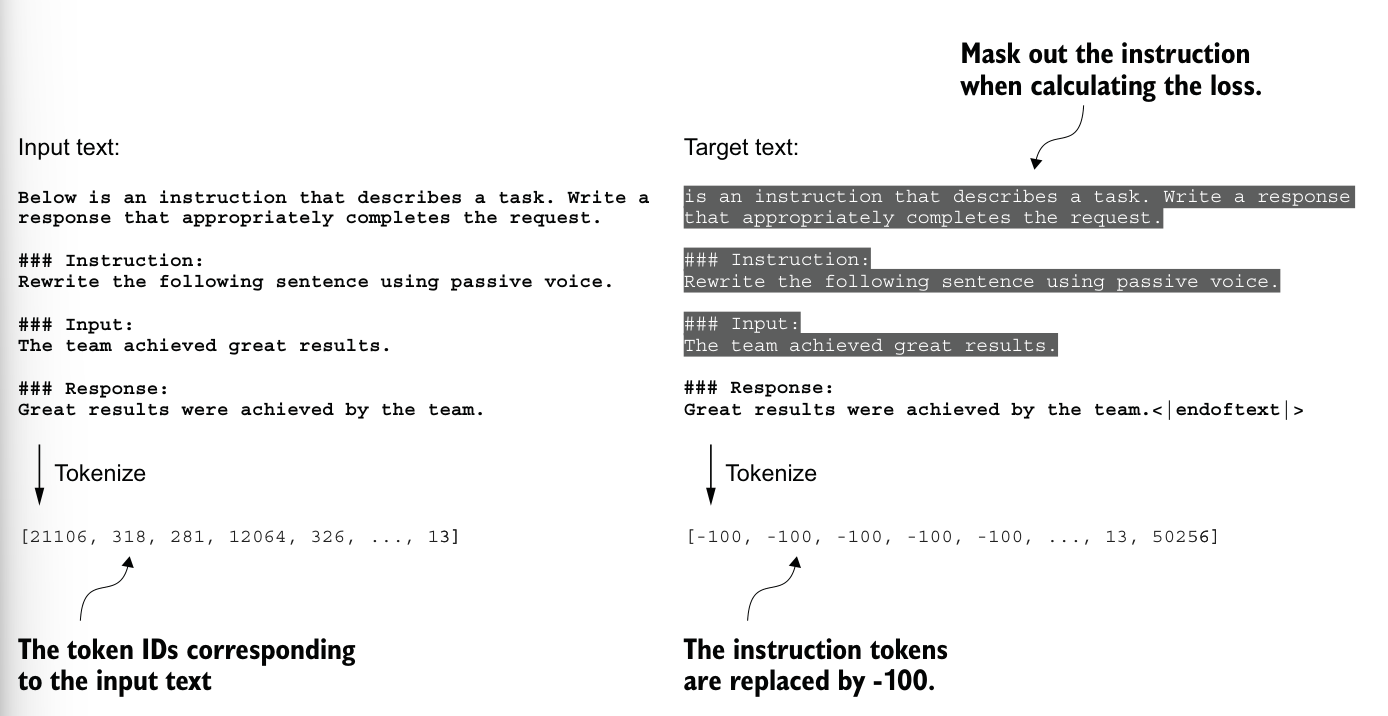 Mask out the instruction
when calculating the loss.
Input text:
Below is an instruction that describes a task. Write a
response that appropriately completes the request.
### Instruction:
Rewrite the following sentence using passive voice.
### Input:
The team achieved great results.
### Response:
Great results were achieved by the team.
Tokenize
[21106, 318, 281, 12064, 326, ..., 13]
The token IDs corresponding
to the input text
Target text:
is an instruction that describes a task. Write a response
that appropriately completes the request.
### Instruction:
Rewrite the following sentence using passive voice.
### Input:
The team achieved great results.
### Response:
Great results were achieved by the team.<|endoftext|>
Tokenize
[-100, -100, -100, -100, -100, ..., 13, 50256]
The instruction tokens
are replaced by -100.